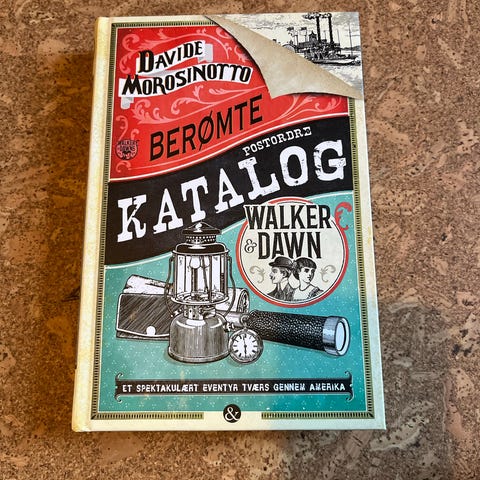 DAVIDE
MOROSINOTTO
BERØMTE
POSTORDRE
KATALOG
WALKER
& DAWN
ET SPEKTAKULÆRT EVENTYR TVÆRS GENNEM AMERIKA
&